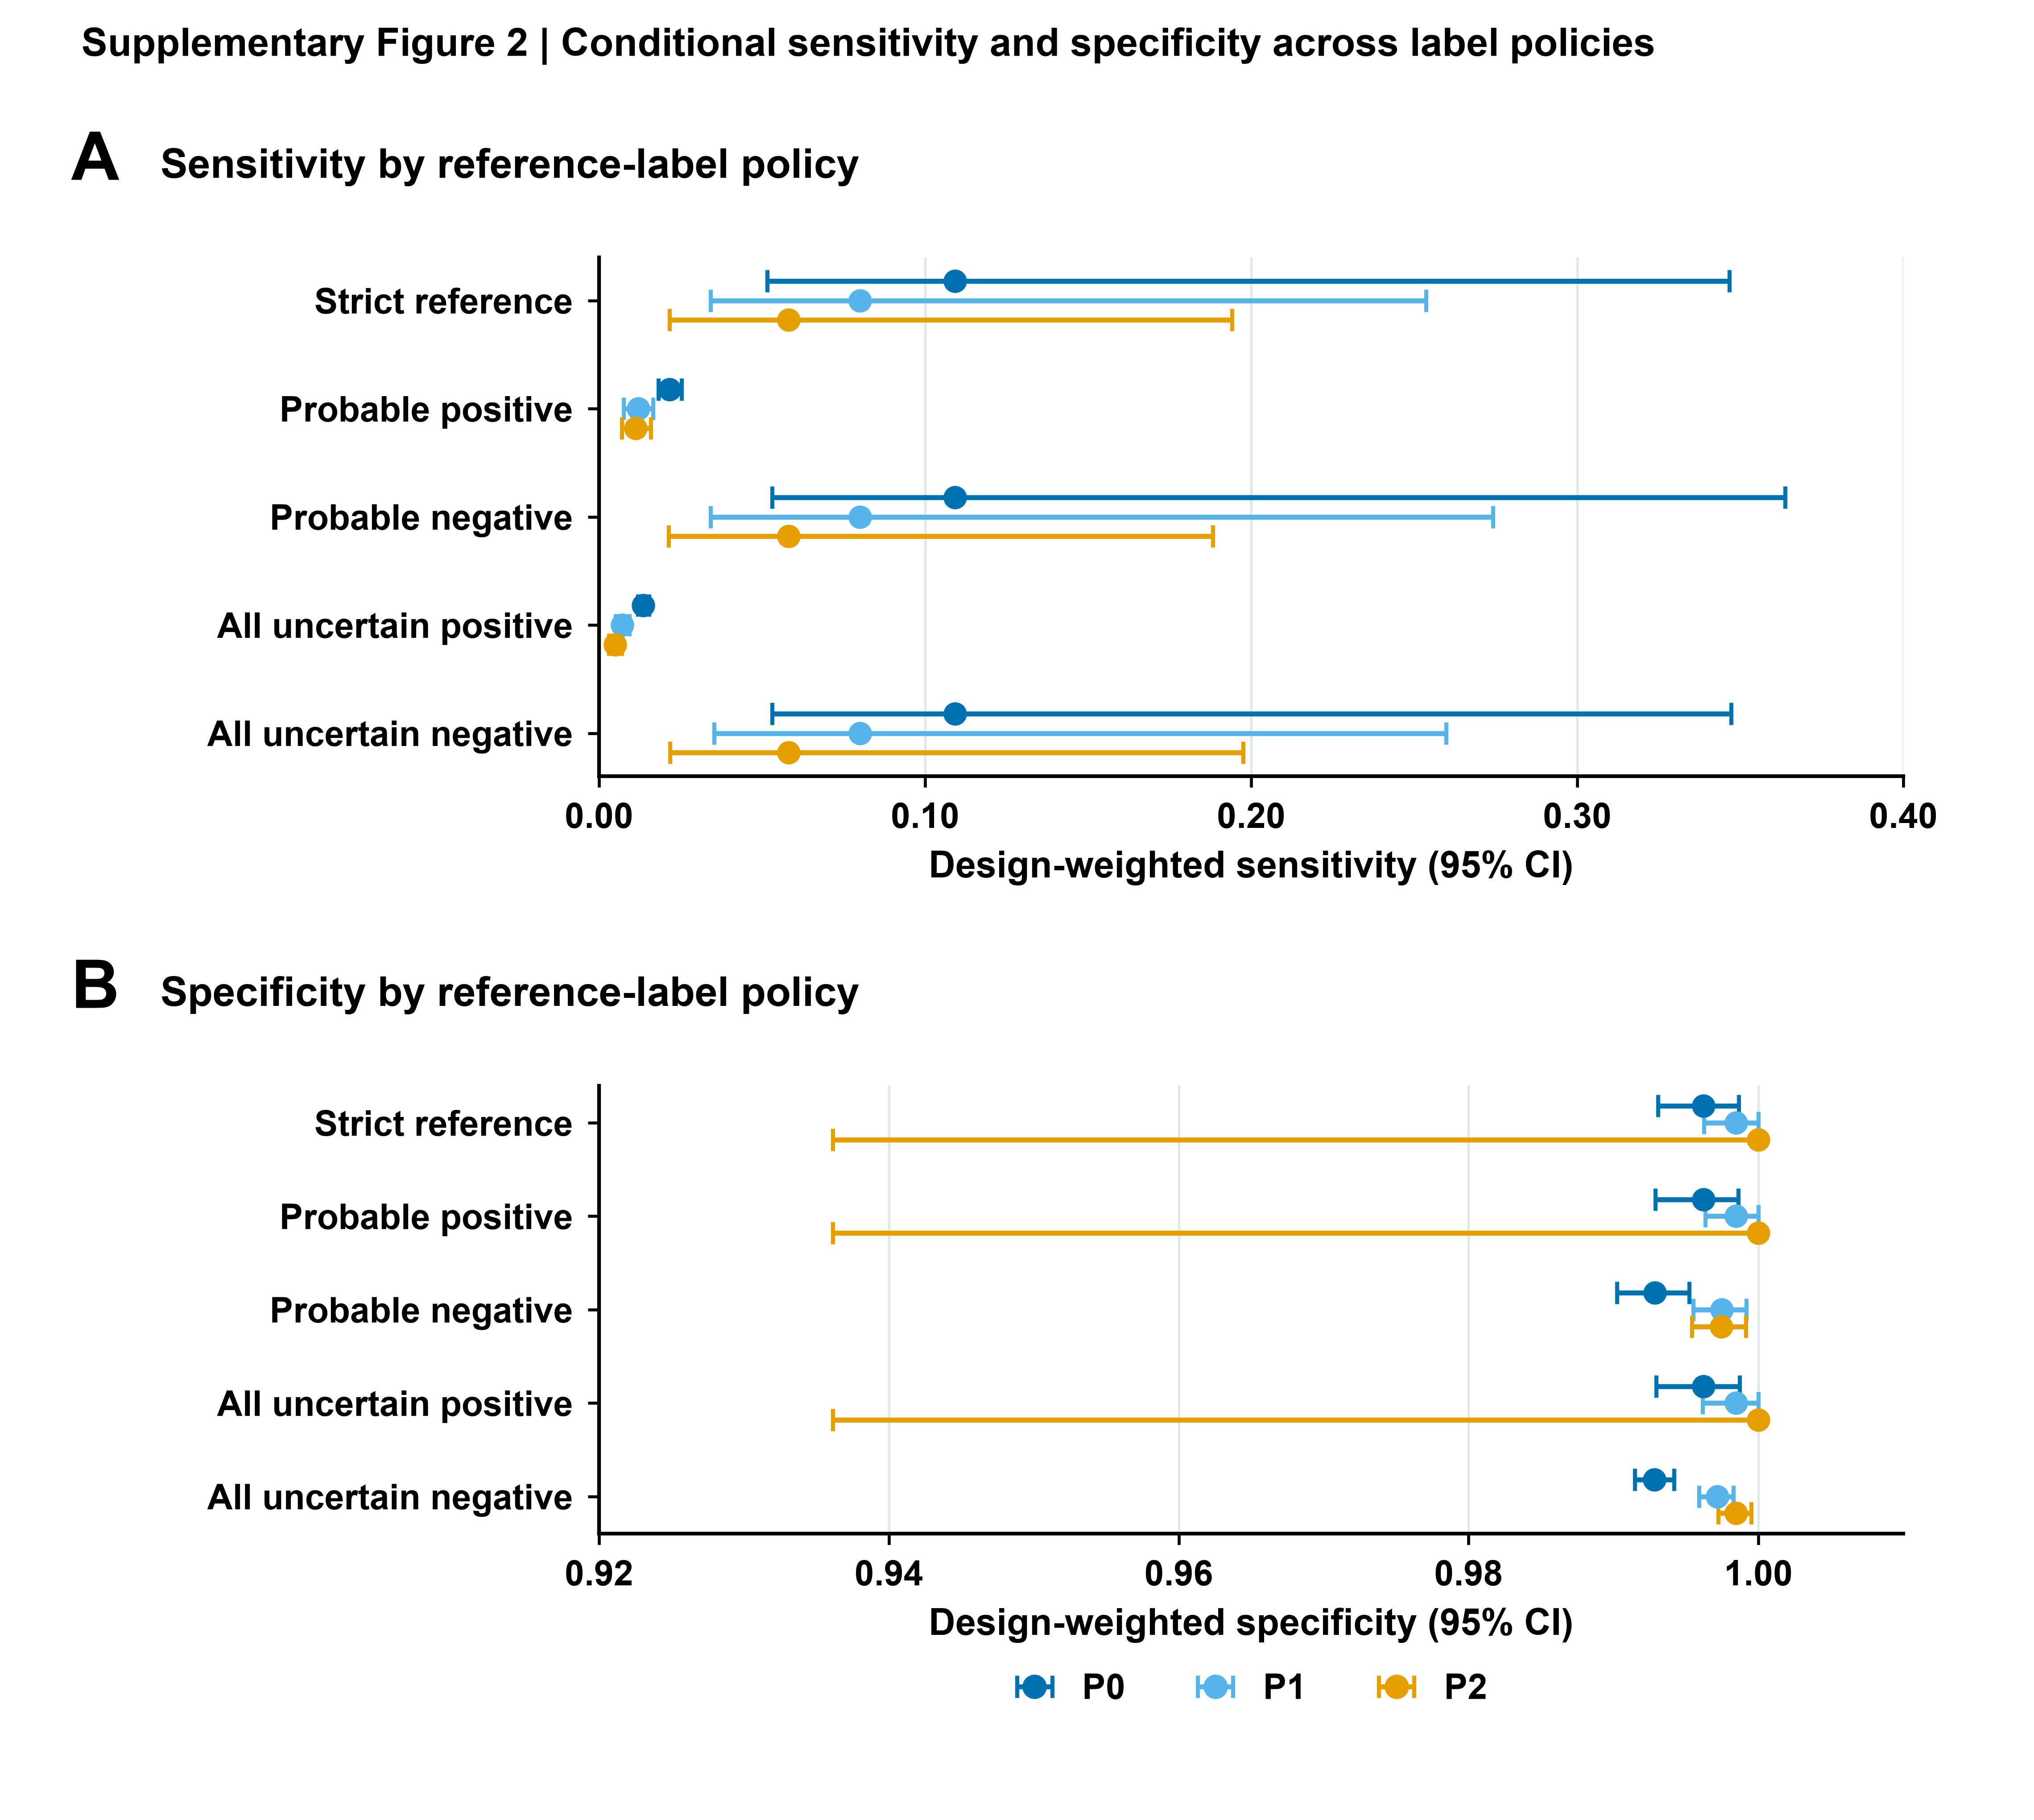 Supplementary Figure 2 | Conditional sensitivity and specificity across label policies
A Sensitivity by reference-label policy
Strict reference
Probable positive
Probable negative
All uncertain positive
All uncertain negative
0.00 0.10 0.20 0.30 0.40
Design-weighted sensitivity (95% CI)
B Specificity by reference-label policy
Strict reference
Probable positive
Probable negative
All uncertain positive
All uncertain negative
0.92 0.94 0.96 0.98 1.00
Design-weighted specificity (95% CI)
P0 P1 P2